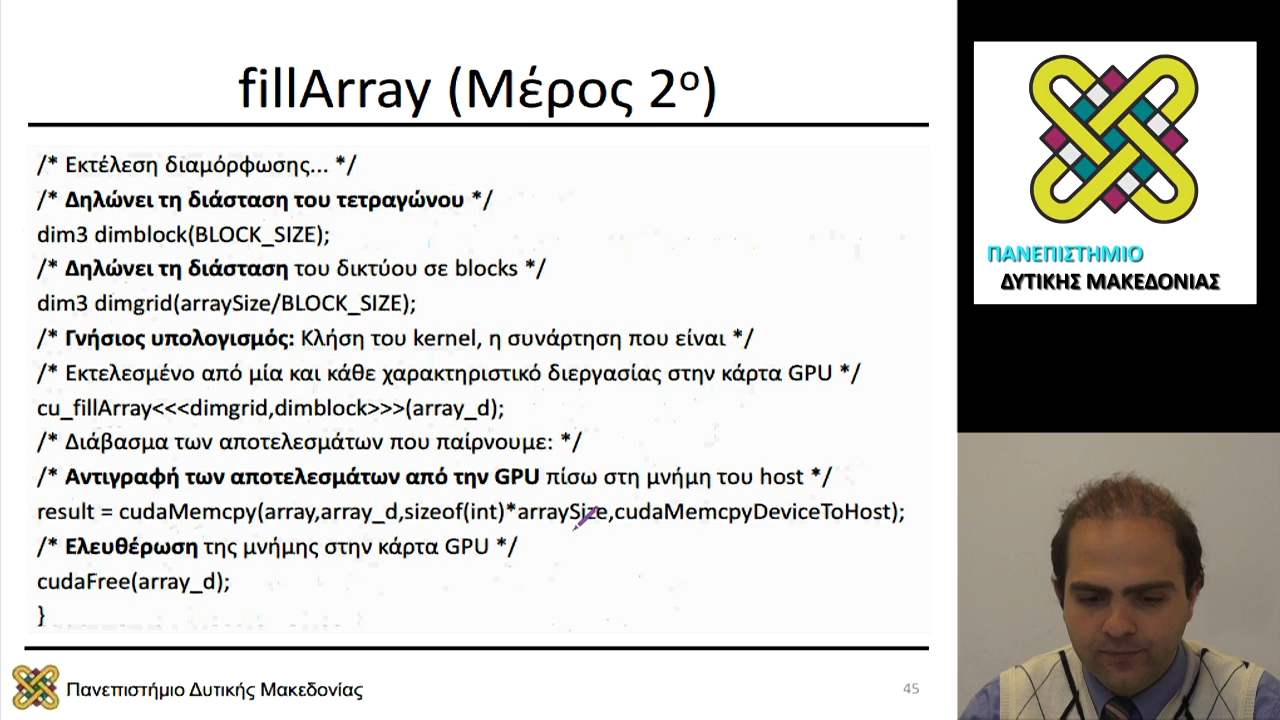 fillArray (Μέρος 2ο)
/* Εκτέλεση διαμόρφωσης... */
/* Δηλώνει τη διάσταση του τετραγώνου */
dim3 dimblock(BLOCK_SIZE);
/* Δηλώνει τη διάσταση του δικτύου σε blocks */
dim3 dimgrid(arraySize/BLOCK_SIZE);
/* Γνήσιος υπολογισμός: Κλήση του kernel, η συνάρτηση που είναι */
/* Εκτελεσμένο από μία και κάθε χαρακτηριστικό διεργασίας στην κάρτα GPU */
cu_fillArray<<<dimgrid,dimblock>>>(array_d);
/* Διάβασμα των αποτελεσμάτων που παίρνουμε: */
/* Αντιγραφή των αποτελεσμάτων από την GPU πίσω στη μνήμη του host */
result = cudaMemcpy(array,array_d,sizeof(int)*arraySize,cudaMemcpyDeviceToHost);
/* Ελευθέρωση της μνήμης στην κάρτα GPU */
cudaFree(array_d);
}
Πανεπιστήμιο Δυτικής Μακεδονίας
45
ΠΑΝΕΠΙΣΤΗΜΙΟ
ΔΥΤΙΚΗΣ ΜΑΚΕΔΟΝΙΑΣ